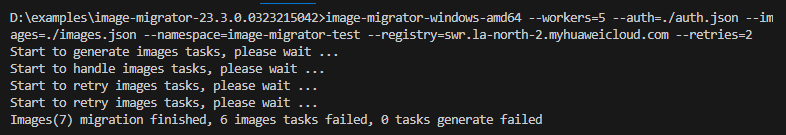 D:\examples\image-migrator-23.3.0.0323215042>image-migrator-windows-amd64 --workers=5 --auth=./auth.json --im
ages=./images.json --namespace=image-migrator-test --registry=swr.la-north-2.myhuaweicloud.com --retries=2
Start to generate images tasks, please wait ...
Start to handle images tasks, please wait ...
Start to retry images tasks, please wait ...
Start to retry images tasks, please wait ...
Images(7) migration finished, 6 images tasks failed, 0 tasks generate failed